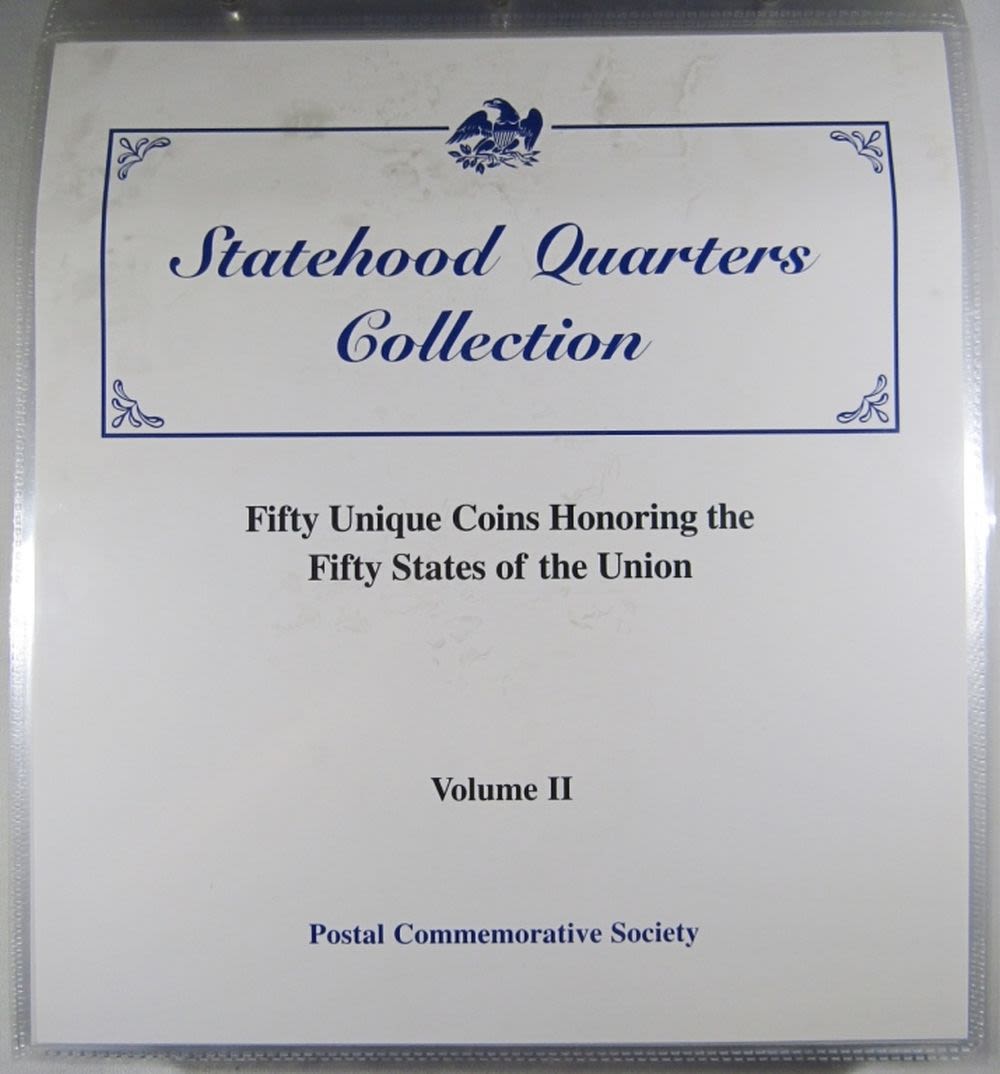 Statehood Quarters
Collection
Fifty Unique Coins Honoring the
Fifty States of the Union
Volume II
Postal Commemorative Society